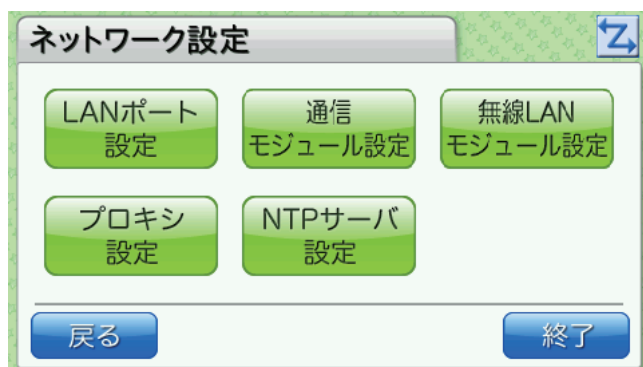 ネットワーク設定
Z
LANポート
設定
通信
モジュール設定
無線LAN
モジュール設定
プロキシ
設定
NTPサーバ
設定
戻る
終了